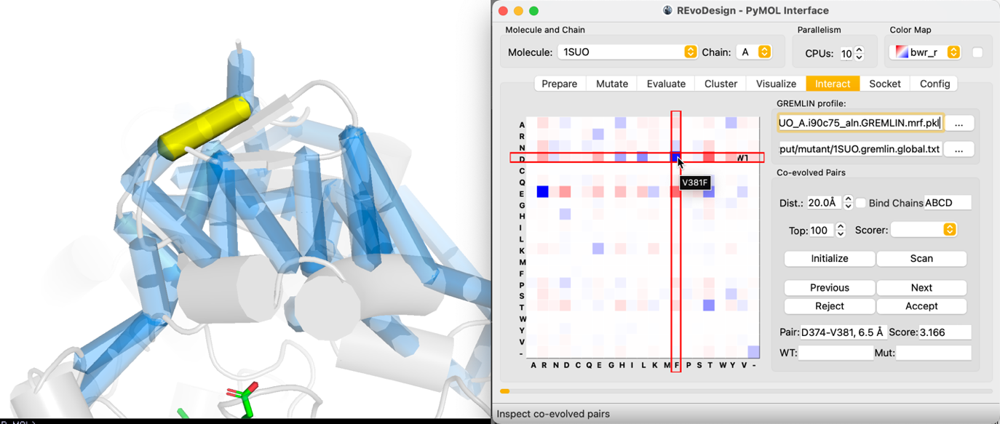 REvoDesign - PyMOL Interface
Molecule and Chain
Parallelism
Color Map
Molecule: 1SUO Chain: A
CPUs: 10
bwr_r
Prepare Mutate Evaluate Cluster Visualize Interact Socket Config
GREMLIN profile:
UO_A.i90c75_aln.GREMLIN.mrf.pkl ...
put/mutant/1SUO.gremlin.global.txt ...
Co-evolved Pairs
Dist.: 20.0Å Bind Chains ABCD
Top: 100 Scorer:
Initialize Scan
Previous Next
Reject Accept
Pair: D374-V381, 6.5 Å Score: 3.166
WT: Mut:
A
R
N
D WT
C
Q
E
G
H
I
L
K
M
F
P
S
T
W
Y
V
-
V381F
A R N D C Q E G H I L K M F P S T W Y V -
Inspect co-evolved pairs